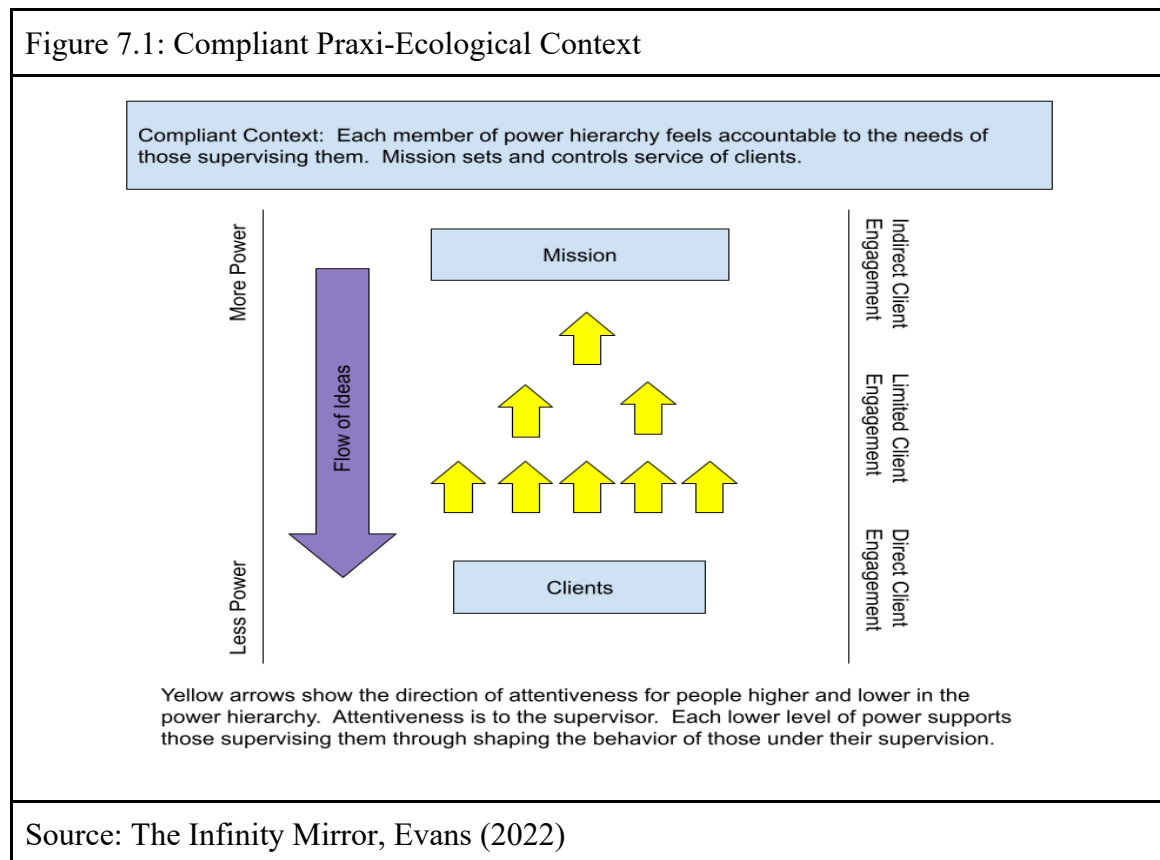 Figure 7.1: Compliant Praxi-Ecological Context
Compliant Context:  Each member of power hierarchy feels accountable to the needs of
those supervising them.  Mission sets and controls service of clients.
More Power
Less Power
Flow of Ideas
Mission
Clients
Indirect Client
Engagement
Limited Client
Engagement
Direct Client
Engagement
Yellow arrows show the direction of attentiveness for people higher and lower in the
power hierarchy.  Attentiveness is to the supervisor.  Each lower level of power supports
those supervising them through shaping the behavior of those under their supervision.
Source: The Infinity Mirror, Evans (2022)